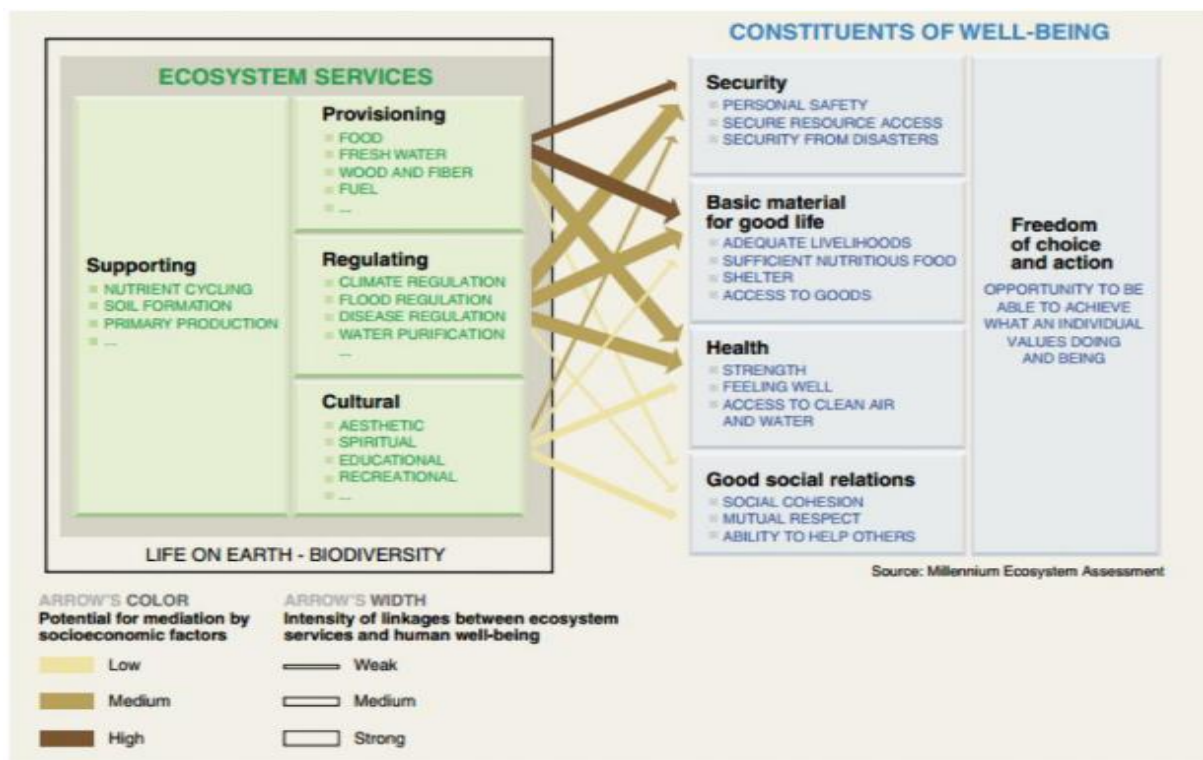 CONSTITUENTS OF WELL-BEING
ECOSYSTEM SERVICES
Supporting
NUTRIENT CYCLING
SOIL FORMATION
PRIMARY PRODUCTION
...
Provisioning
FOOD
FRESH WATER
WOOD AND FIBER
FUEL
...
Regulating
CLIMATE REGULATION
FLOOD REGULATION
DISEASE REGULATION
WATER PURIFICATION
...
Cultural
AESTHETIC
SPIRITUAL
EDUCATIONAL
RECREATIONAL
...
LIFE ON EARTH - BIODIVERSITY
Security
PERSONAL SAFETY
SECURE RESOURCE ACCESS
SECURITY FROM DISASTERS
Basic material
for good life
ADEQUATE LIVELIHOODS
SUFFICIENT NUTRITIOUS FOOD
SHELTER
ACCESS TO GOODS
Health
STRENGTH
FEELING WELL
ACCESS TO CLEAN AIR
AND WATER
Good social relations
SOCIAL COHESION
MUTUAL RESPECT
ABILITY TO HELP OTHERS
Freedom
of choice
and action
OPPORTUNITY TO BE
ABLE TO ACHIEVE
WHAT AN INDIVIDUAL
VALUES DOING
AND BEING
Source: Millennium Ecosystem Assessment
ARROW'S COLOR
Potential for mediation by
socioeconomic factors
Low
Medium
High
ARROW'S WIDTH
Intensity of linkages between ecosystem
services and human well-being
Weak
Medium
Strong